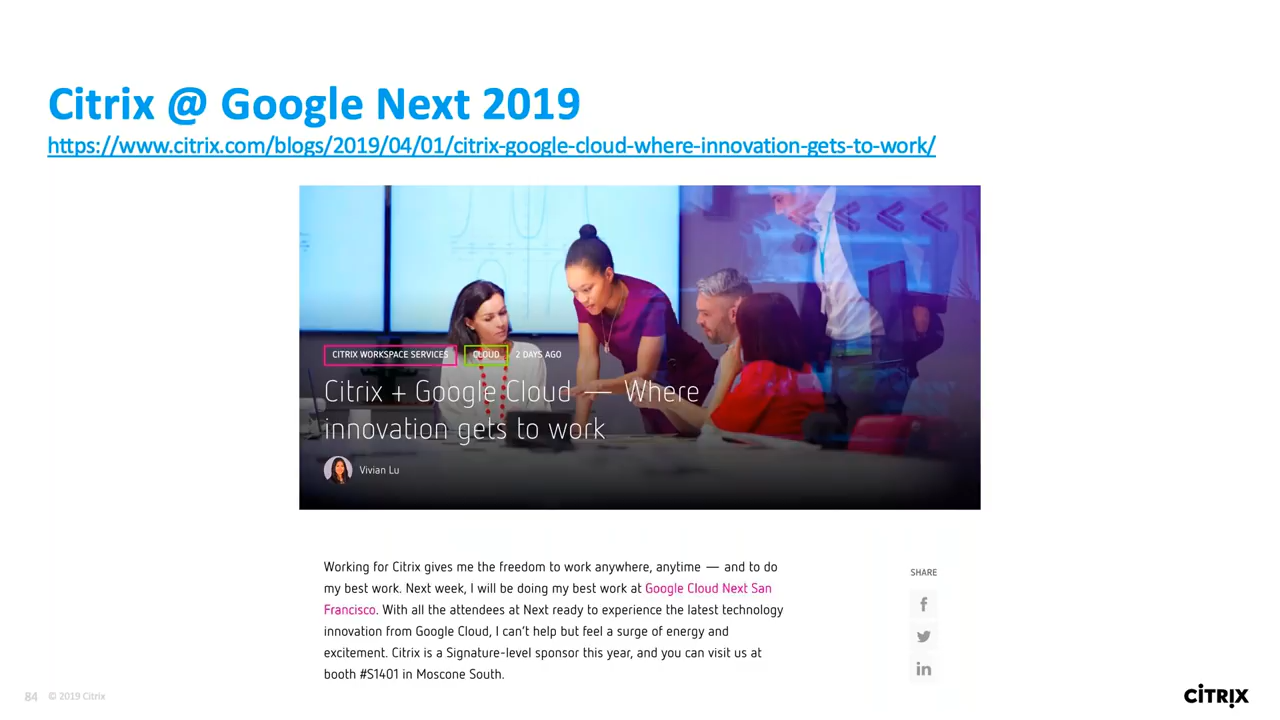 Citrix @ Google Next 2019
https://www.citrix.com/blogs/2019/04/01/citrix-google-cloud-where-innovation-gets-to-work/
CITRIX WORKSPACE SERVICES CLOUD 2 DAYS AGO
Citrix + Google Cloud — Where
innovation gets to work
Vivian Lu
Working for Citrix gives me the freedom to work anywhere, anytime — and to do
my best work. Next week, I will be doing my best work at Google Cloud Next San
Francisco. With all the attendees at Next ready to experience the latest technology
innovation from Google Cloud, I can't help but feel a surge of energy and
excitement. Citrix is a Signature-level sponsor this year, and you can visit us at
booth #S1401 in Moscone South.
SHARE
84 © 2019 Citrix
CITRIX